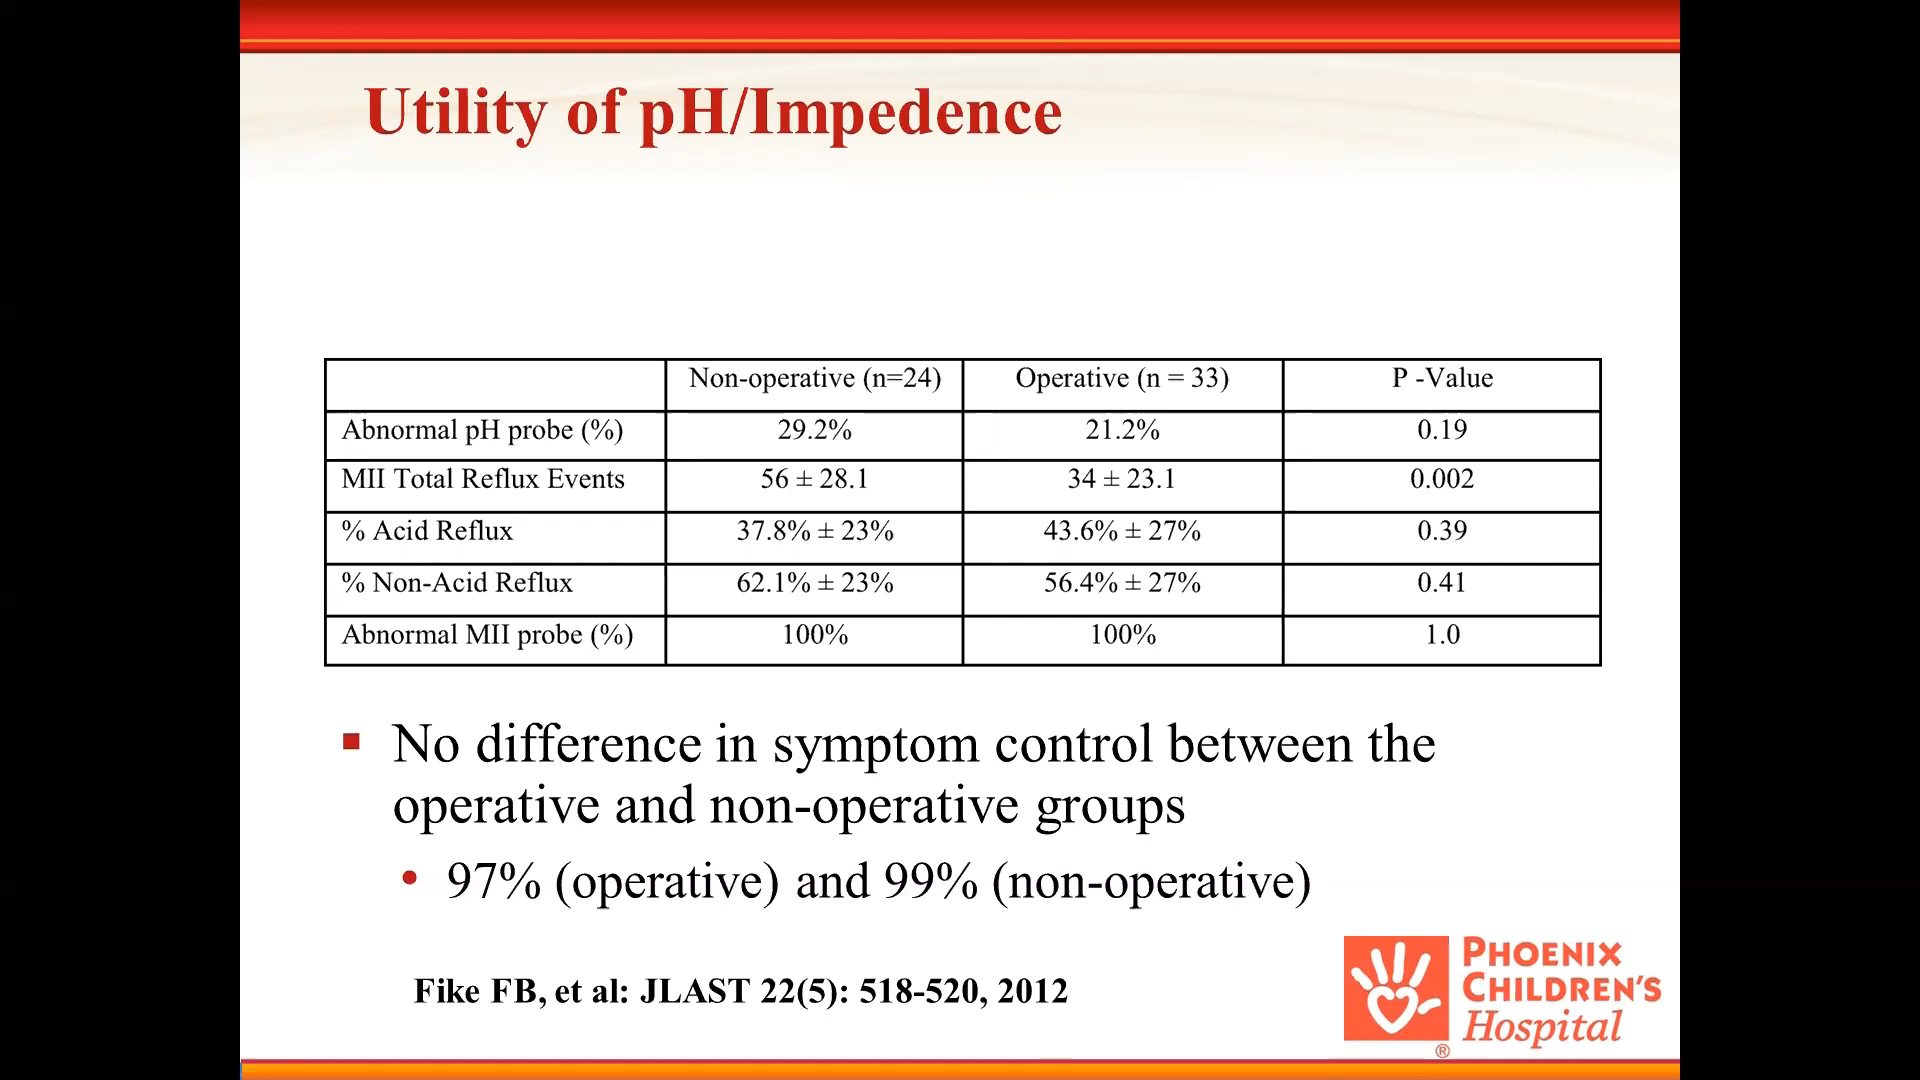 Utility of pH/Impedence
Non-operative (n=24) Operative (n = 33) P -Value
Abnormal pH probe (%) 29.2% 21.2% 0.19
MII Total Reflux Events 56 ± 28.1 34 ± 23.1 0.002
% Acid Reflux 37.8% ± 23% 43.6% ± 27% 0.39
% Non-Acid Reflux 62.1% ± 23% 56.4% ± 27% 0.41
Abnormal MII probe (%) 100% 100% 1.0
▪ No difference in symptom control between the
operative and non-operative groups
• 97% (operative) and 99% (non-operative)
Fike FB, et al: JLAST 22(5): 518-520, 2012
PHOENIX
CHILDREN'S
Hospital
®